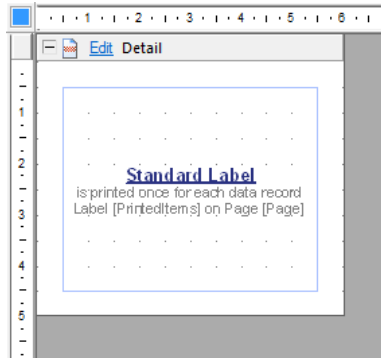 1 2 3 4 5 6
Edit Detail
1
2
Standard Label
is printed once for each data record
Label [PrintedItems] on Page [Page]
3
4
5